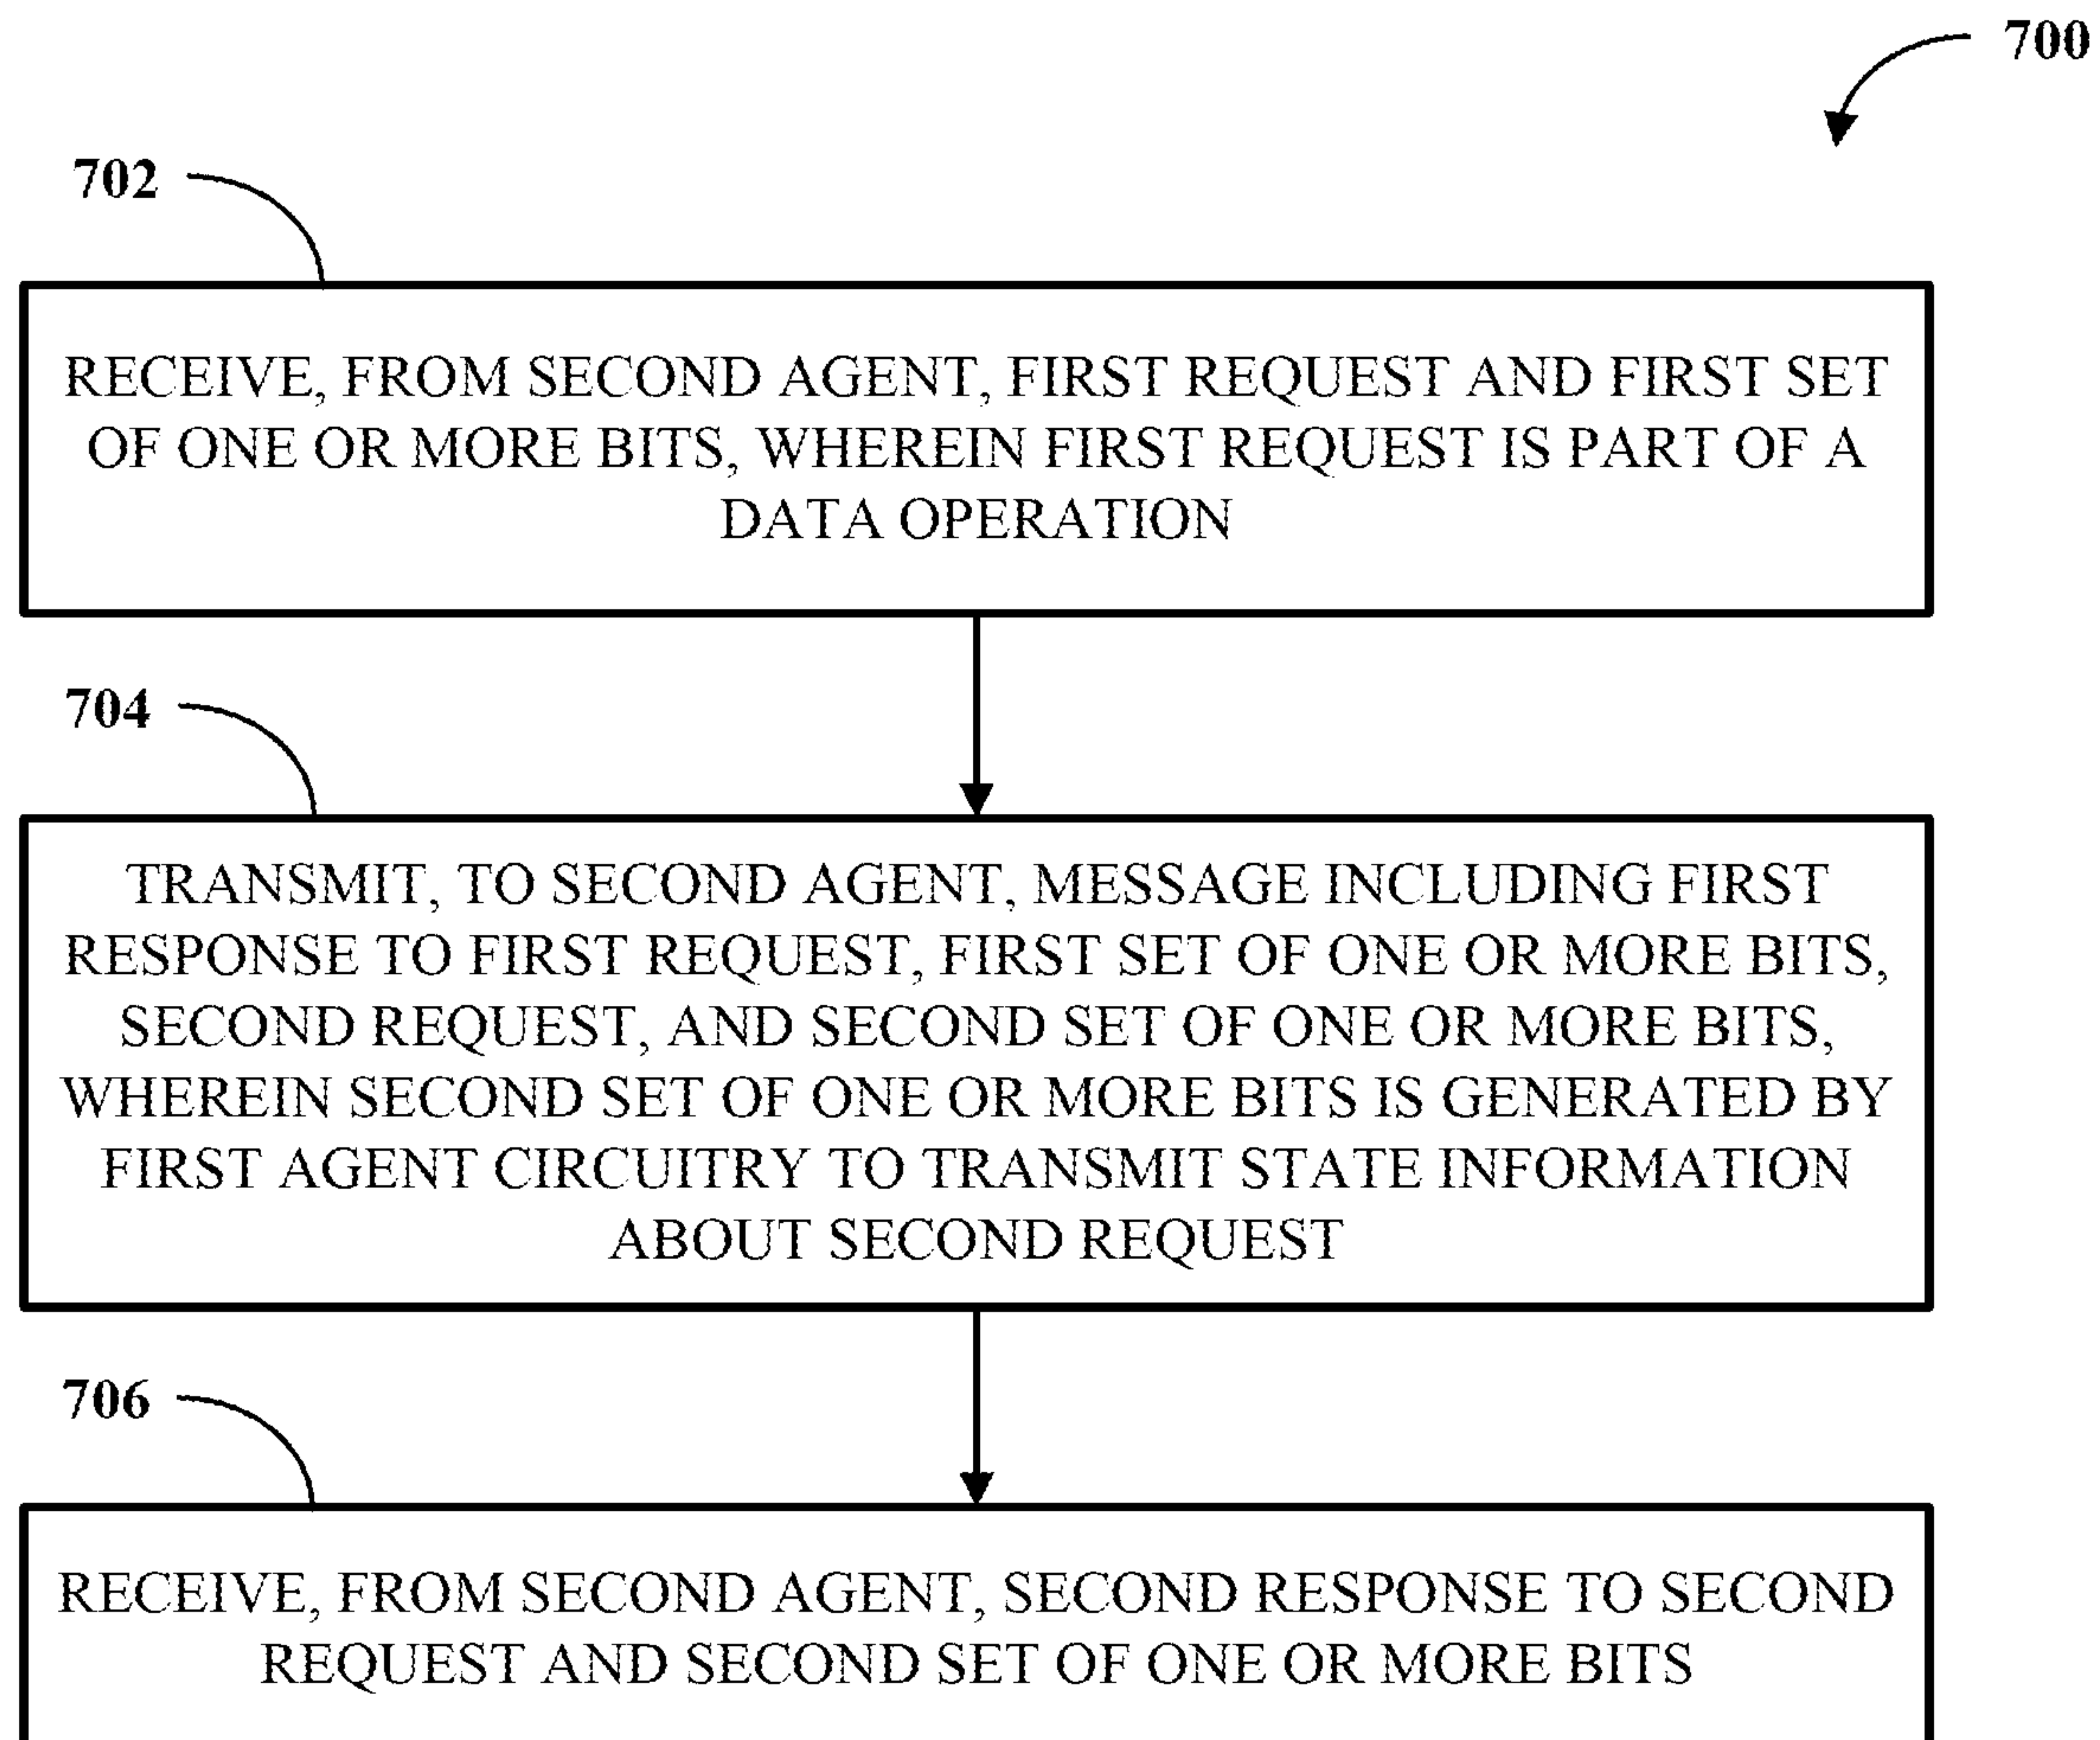 700
702
RECEIVE, FROM SECOND AGENT, FIRST REQUEST AND FIRST SET
OF ONE OR MORE BITS, WHEREIN FIRST REQUEST IS PART OF A
DATA OPERATION
704
TRANSMIT, TO SECOND AGENT, MESSAGE INCLUDING FIRST
RESPONSE TO FIRST REQUEST, FIRST SET OF ONE OR MORE BITS,
SECOND REQUEST, AND SECOND SET OF ONE OR MORE BITS,
WHEREIN SECOND SET OF ONE OR MORE BITS IS GENERATED BY
FIRST AGENT CIRCUITRY TO TRANSMIT STATE INFORMATION
ABOUT SECOND REQUEST
706
RECEIVE, FROM SECOND AGENT, SECOND RESPONSE TO SECOND
REQUEST AND SECOND SET OF ONE OR MORE BITS